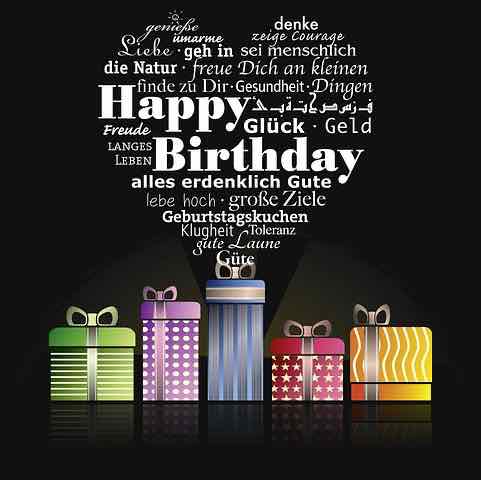 genieße
denke
umarme
zeige Courage
Liebe · geh in sei menschlich
die Natur · freue Dich an kleinen
finde zu Dir · Gesundheit · Dingen
Happy
Glück · Geld
Freude
LANGES
LEBEN
Birthday
alles erdenklich Gute
lebe hoch · große Ziele
Geburtstagskuchen
Klugheit Toleranz
gute Laune
Güte